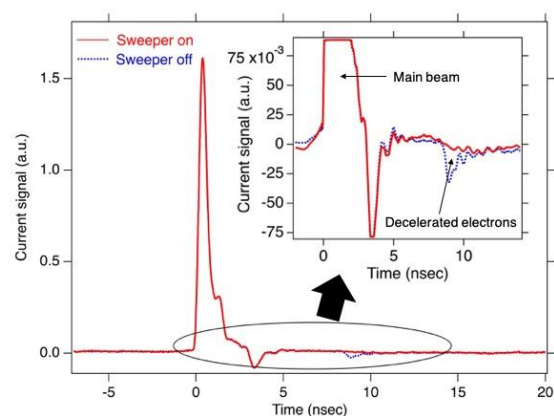 Sweeper on
Sweeper off
Current signal (a.u.)
1.5
1.0
0.5
0.0
-5
0
5
10
15
20
Time (nsec)
75 x10-3
50
25
0
-25
-50
-75
Current signal (a.u.)
Main beam
Decelerated electrons
0
5
10
Time (nsec)